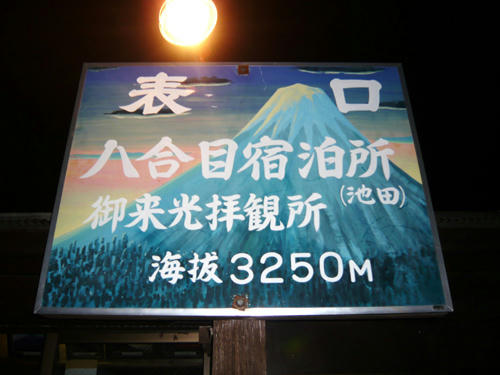 表口
八合目宿泊所
御来光拝観所(池田)
海抜3250M